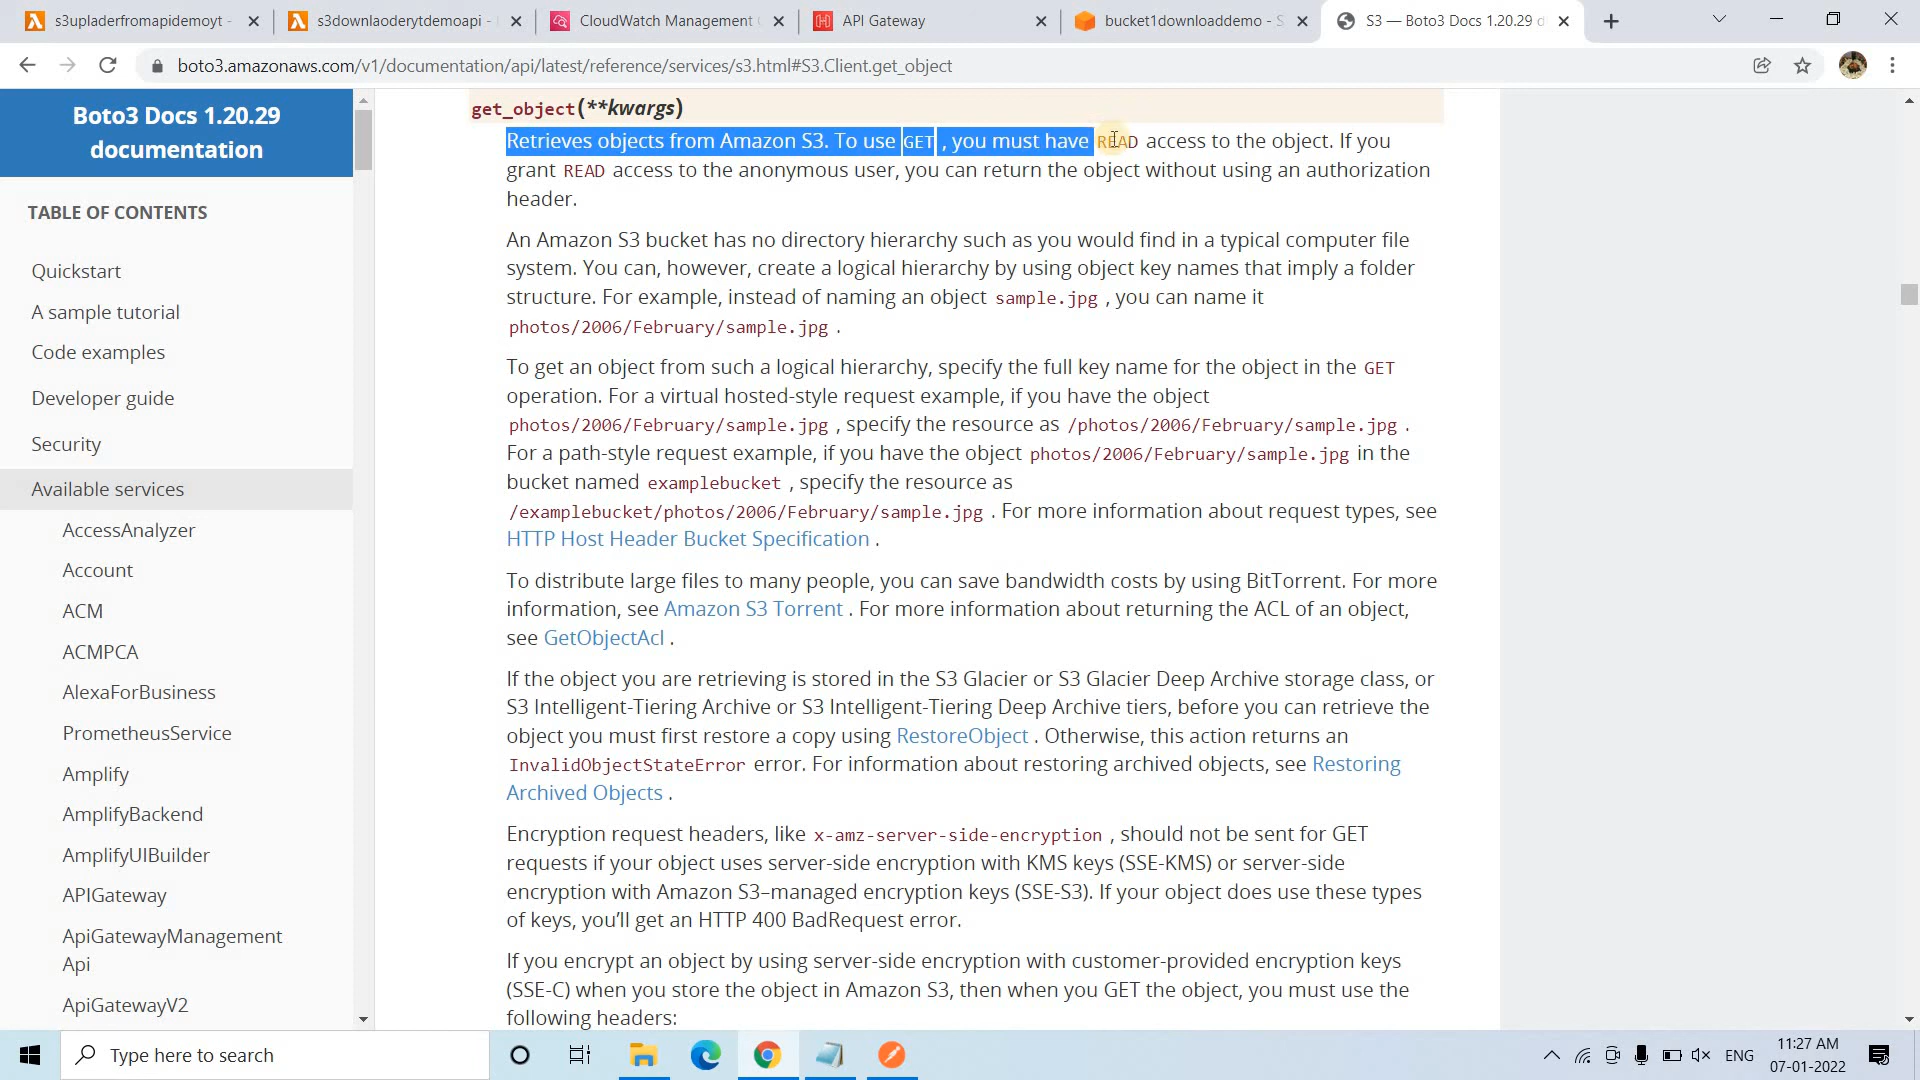 s3upladerfromapidemoyt -
s3downlaoderytdemoapi -
CloudWatch Management
API Gateway
bucket1downloaddemo - S
S3 — Boto3 Docs 1.20.29 d
boto3.amazonaws.com/v1/documentation/api/latest/reference/services/s3.html#S3.Client.get_object
Boto3 Docs 1.20.29
documentation
TABLE OF CONTENTS
Quickstart
A sample tutorial
Code examples
Developer guide
Security
Available services
AccessAnalyzer
Account
ACM
ACMPCA
AlexaForBusiness
PrometheusService
Amplify
AmplifyBackend
AmplifyUIBuilder
APIGateway
ApiGatewayManagement
Api
ApiGatewayV2
get_object(**kwargs)
Retrieves objects from Amazon S3. To use GET , you must have READ access to the object. If you
grant READ access to the anonymous user, you can return the object without using an authorization
header.
An Amazon S3 bucket has no directory hierarchy such as you would find in a typical computer file
system. You can, however, create a logical hierarchy by using object key names that imply a folder
structure. For example, instead of naming an object sample.jpg , you can name it
photos/2006/February/sample.jpg .
To get an object from such a logical hierarchy, specify the full key name for the object in the GET
operation. For a virtual hosted-style request example, if you have the object
photos/2006/February/sample.jpg , specify the resource as /photos/2006/February/sample.jpg .
For a path-style request example, if you have the object photos/2006/February/sample.jpg in the
bucket named examplebucket , specify the resource as
/examplebucket/photos/2006/February/sample.jpg . For more information about request types, see
HTTP Host Header Bucket Specification .
To distribute large files to many people, you can save bandwidth costs by using BitTorrent. For more
information, see Amazon S3 Torrent . For more information about returning the ACL of an object,
see GetObjectAcl .
If the object you are retrieving is stored in the S3 Glacier or S3 Glacier Deep Archive storage class, or
S3 Intelligent-Tiering Archive or S3 Intelligent-Tiering Deep Archive tiers, before you can retrieve the
object you must first restore a copy using RestoreObject . Otherwise, this action returns an
InvalidObjectStateError error. For information about restoring archived objects, see Restoring
Archived Objects .
Encryption request headers, like x-amz-server-side-encryption , should not be sent for GET
requests if your object uses server-side encryption with KMS keys (SSE-KMS) or server-side
encryption with Amazon S3–managed encryption keys (SSE-S3). If your object does use these types
of keys, you’ll get an HTTP 400 BadRequest error.
If you encrypt an object by using server-side encryption with customer-provided encryption keys
(SSE-C) when you store the object in Amazon S3, then when you GET the object, you must use the
following headers:
Type here to search
ENG
11:27 AM
07-01-2022